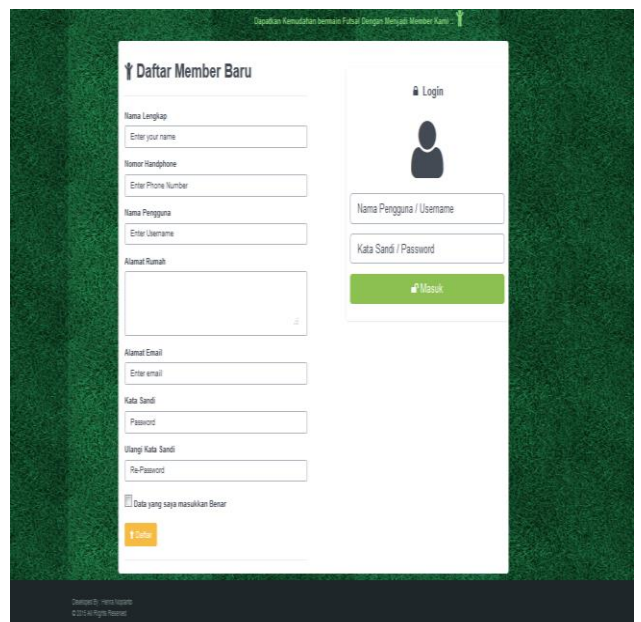 Dapatkan Kemudahan bermain Futsal Dengan Menjadi Member Kami ::
Daftar Member Baru
Nama Lengkap
Enter your name
Nomor Handphone
Enter Phone Number
Nama Pengguna
Enter Username
Alamat Rumah
Alamat Email
Enter email
Kata Sandi
Password
Ulangi Kata Sandi
Re-Password
Data yang saya masukkan Benar
Daftar
Login
Nama Pengguna / Username
Kata Sandi / Password
Masuk
Developed By : Henra
© 2015 All Rights Reserved